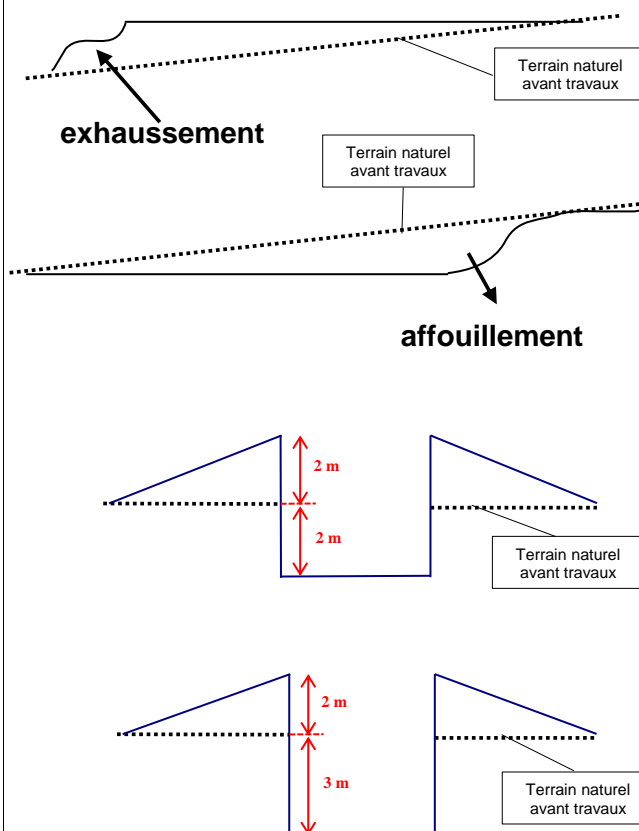 Terrain naturel
avant travaux
exhaussement
Terrain naturel
avant travaux
affouillement
2 m
2 m
Terrain naturel
avant travaux
2 m
3 m
Terrain naturel
avant travaux